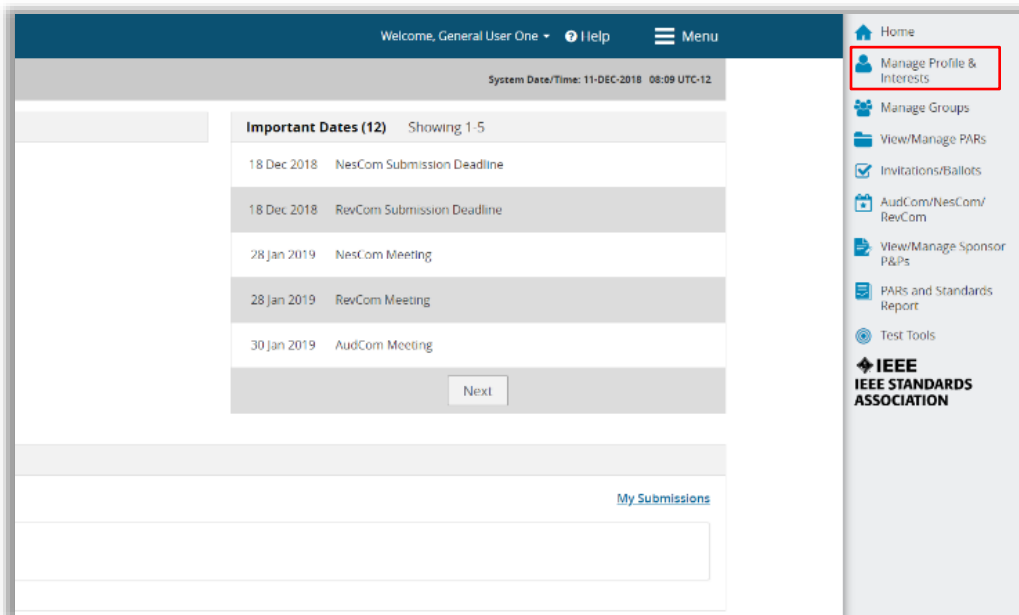 Welcome, General User One
Help
Menu
System Date/Time: 11-DEC-2018 08:09 UTC-12
Important Dates (12) Showing 1-5
18 Dec 2018 NesCom Submission Deadline
18 Dec 2018 RevCom Submission Deadline
28 Jan 2019 NesCom Meeting
28 Jan 2019 RevCom Meeting
30 Jan 2019 AudCom Meeting
Next
My Submissions
Home
Manage Profile &
Interests
Manage Groups
View/Manage PARs
Invitations/Ballots
AudCom/NesCom/
RevCom
View/Manage Sponsor
P&Ps
PARs and Standards
Report
Test Tools
IEEE
IEEE STANDARDS
ASSOCIATION